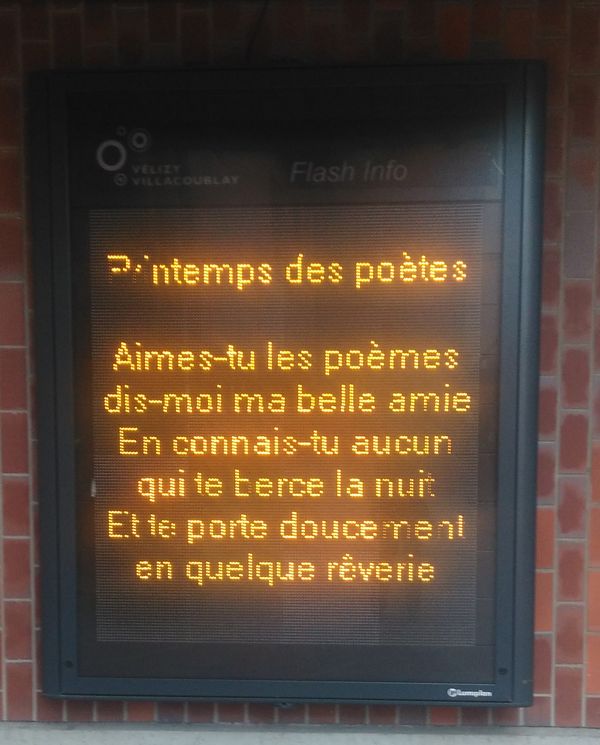 VÉLIZY
VILLACOUBLAY
Flash Info
Printemps des poètes
Aimes-tu les poèmes
dis-moi ma belle amie
En connais-tu aucun
qui te berce la nuit
Et te porte doucement
en quelque rêverie
Lumiplan